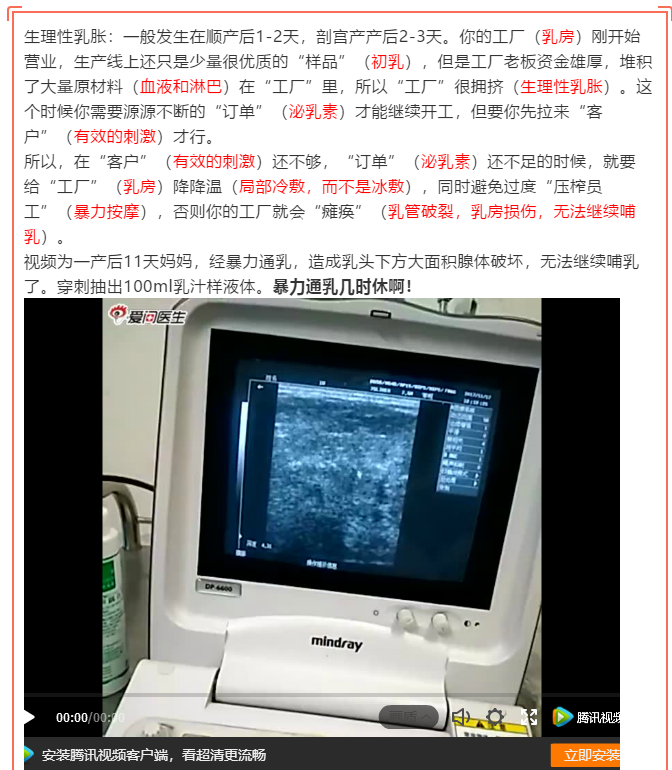 生理性乳胀：一般发生在顺产后1-2天，剖宫产产后2-3天。你的工厂（乳房）刚开始
营业，生产线上还只是少量很优质的“样品”（初乳），但是工厂老板资金雄厚，堆积
了大量原材料（血液和淋巴）在“工厂”里，所以“工厂”很拥挤（生理性乳胀）。这
个时候你需要源源不断的“订单”（泌乳素）才能继续开工，但要你先拉来“客
户”（有效的刺激）才行。
所以，在“客户”（有效的刺激）还不够，“订单”（泌乳素）还不足的时候，就要
给“工厂”（乳房）降降温（局部冷敷，而不是冰敷），同时避免过度“压榨员
工”（暴力按摩），否则你的工厂就会“瘫痪”（乳管破裂，乳房损伤，无法继续哺
乳）。
视频为一产后11天妈妈，经暴力通乳，造成乳头下方大面积腺体破坏，无法继续哺乳
了。穿刺抽出100ml乳汁样液体。暴力通乳几时休啊！
爱问医生
DP-6600
mindray
00:00/00:00
画质
腾讯视频
安装腾讯视频客户端，看超清更流畅
立即安装